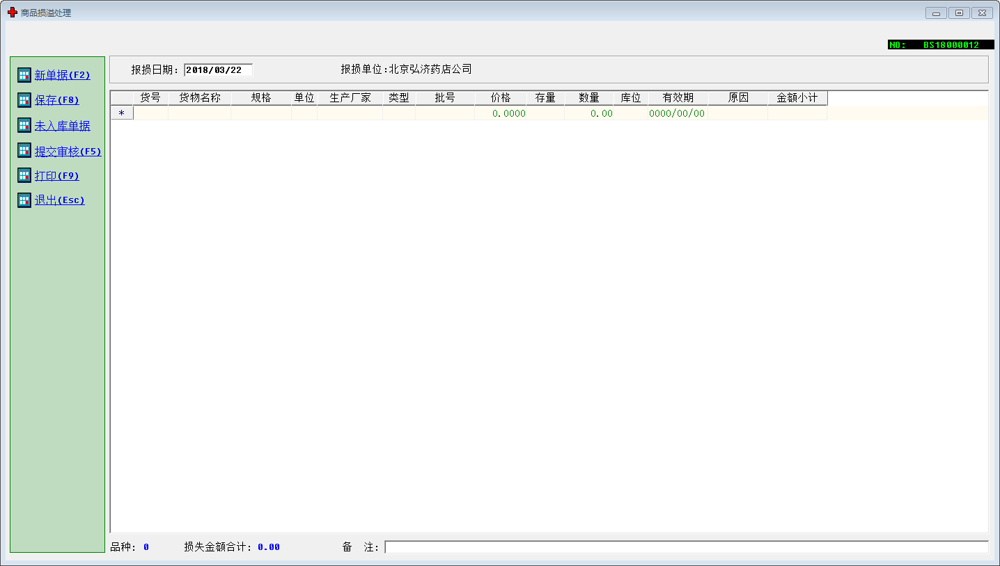 商品损溢处理
NO: BS18000012
新单据(F2)
保存(F8)
未入库单据
提交审核(F5)
打印(F9)
退出(Esc)
报损日期: 2018/03/22 报损单位:北京弘济药店公司
货号 货物名称 规格 单位 生产厂家 类型 批号 价格 存量 数量 库位 有效期 原因 金额小计
* 0.0000 0.00 0000/00/00
品种: 0 损失金额合计: 0.00 备 注: